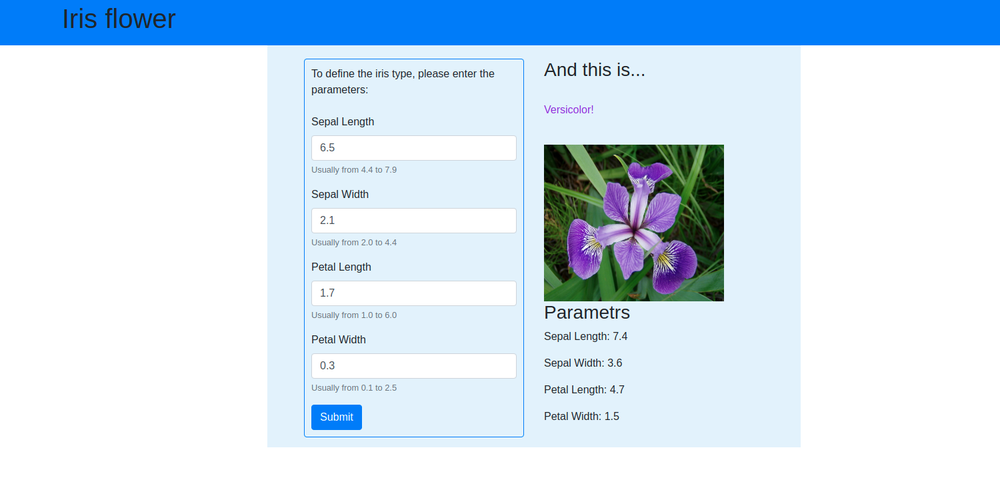 Iris flower
To define the iris type, please enter the
parameters:
Sepal Length
6.5
Usually from 4.4 to 7.9
Sepal Width
2.1
Usually from 2.0 to 4.4
Petal Length
1.7
Usually from 1.0 to 6.0
Petal Width
0.3
Usually from 0.1 to 2.5
Submit
And this is...
Versicolor!
Parametrs
Sepal Length: 7.4
Sepal Width: 3.6
Petal Length: 4.7
Petal Width: 1.5